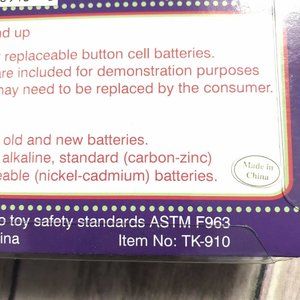 nd up
replaceable button cell batteries.
are included for demonstration purposes
may need to be replaced by the consumer.
old and new batteries.
alkaline, standard (carbon-zinc)
eable (nickel-cadmium) batteries.
Made in
China
o toy safety standards ASTM F963
ina
Item No: TK-910